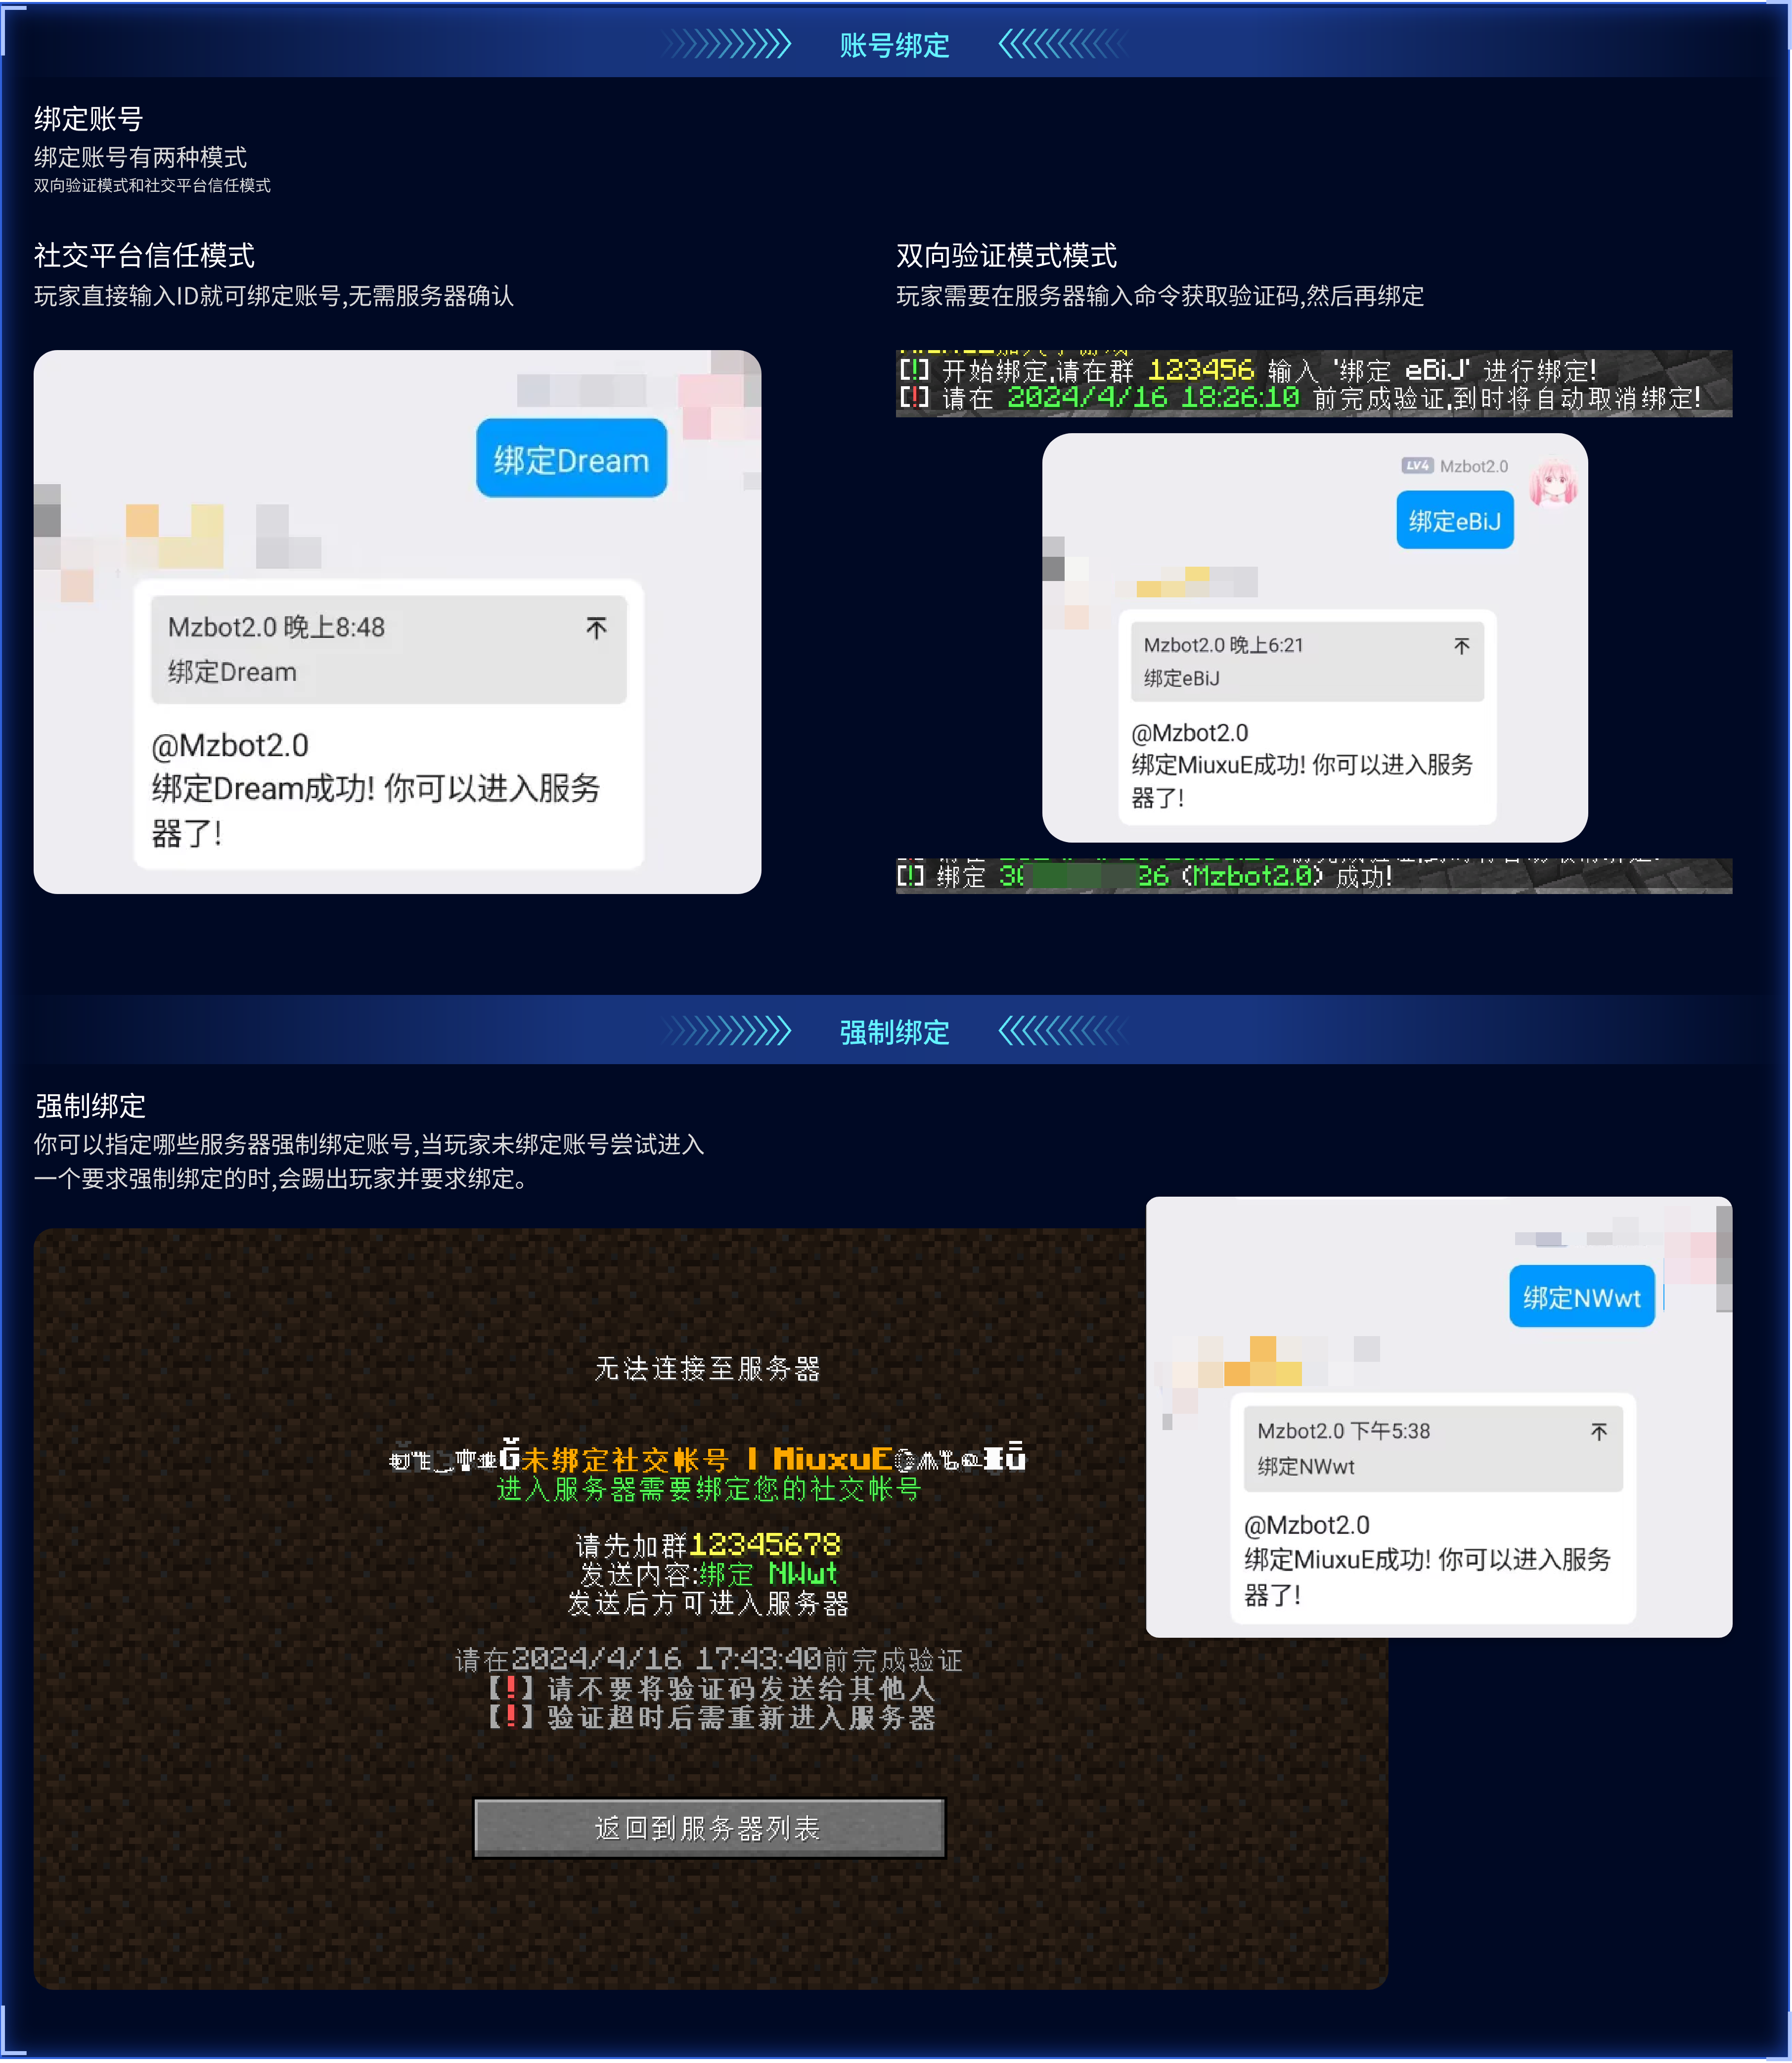 账号绑定
绑定账号
绑定账号有两种模式
双向验证模式和社交平台信任模式
社交平台信任模式
玩家直接输入ID就可绑定账号,无需服务器确认
绑定Dream
Mzbot2.0 晚上8:48
绑定Dream
@Mzbot2.0
绑定Dream成功! 你可以进入服务
器了!
双向验证模式模式
玩家需要在服务器输入命令获取验证码,然后再绑定
[!] 开始绑定,请在群 123456 输入 '绑定 eBiJ' 进行绑定!
[!] 请在 2024/4/16 18:26:10 前完成验证,到时将自动取消绑定!
LV4 Mzbot2.0
绑定eBiJ
Mzbot2.0 晚上6:21
绑定eBiJ
@Mzbot2.0
绑定MiuxuE成功! 你可以进入服务
器了!
[!] 绑定 30 26 (Mzbot2.0) 成功!
强制绑定
强制绑定
你可以指定哪些服务器强制绑定账号,当玩家未绑定账号尝试进入
一个要求强制绑定的时,会踢出玩家并要求绑定。
无法连接至服务器
未绑定社交帐号 | MiuxuE
进入服务器需要绑定您的社交帐号
请先加群12345678
发送内容:绑定 NWwt
发送后方可进入服务器
请在2024/4/16 17:43:40前完成验证
[!] 请不要将验证码发送给其他人
[!] 验证超时后需重新进入服务器
返回到服务器列表
绑定NWwt
Mzbot2.0 下午5:38
绑定NWwt
@Mzbot2.0
绑定MiuxuE成功! 你可以进入服务
器了!